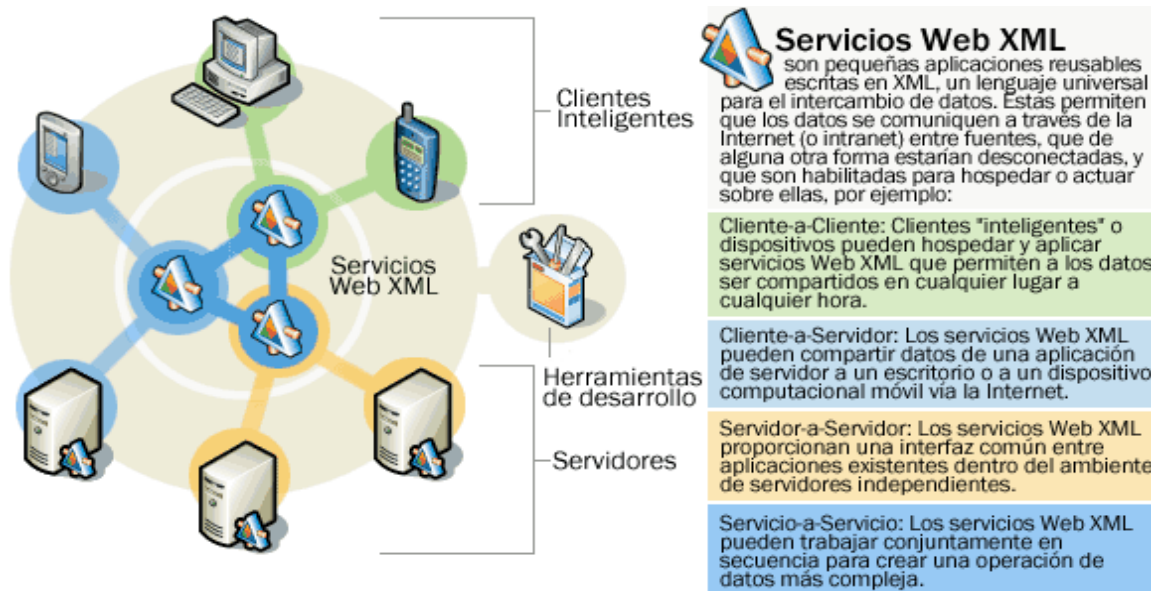 Clientes
Inteligentes
Servicios
Web XML
Herramientas
de desarrollo
Servidores
Servicios Web XML
son pequeñas aplicaciones reusables
escritas en XML, un lenguaje universal
para el intercambio de datos. Estas permiten
que los datos se comuniquen a través de la
Internet (o intranet) entre fuentes, que de
alguna otra forma estarían desconectadas, y
que son habilitadas para hospedar o actuar
sobre ellas, por ejemplo:
Cliente-a-Cliente: Clientes "inteligentes" o
dispositivos pueden hospedar y aplicar
servicios Web XML que permiten a los datos
ser compartidos en cualquier lugar a
cualquier hora.
Cliente-a-Servidor: Los servicios Web XML
pueden compartir datos de una aplicación
de servidor a un escritorio o a un dispositivo
computacional móvil vía la Internet.
Servidor-a-Servidor: Los servicios Web XML
proporcionan una interfaz común entre
aplicaciones existentes dentro del ambiente
de servidores independientes.
Servicio-a-Servicio: Los servicios Web XML
pueden trabajar conjuntamente en
secuencia para crear una operación de
datos más compleja.